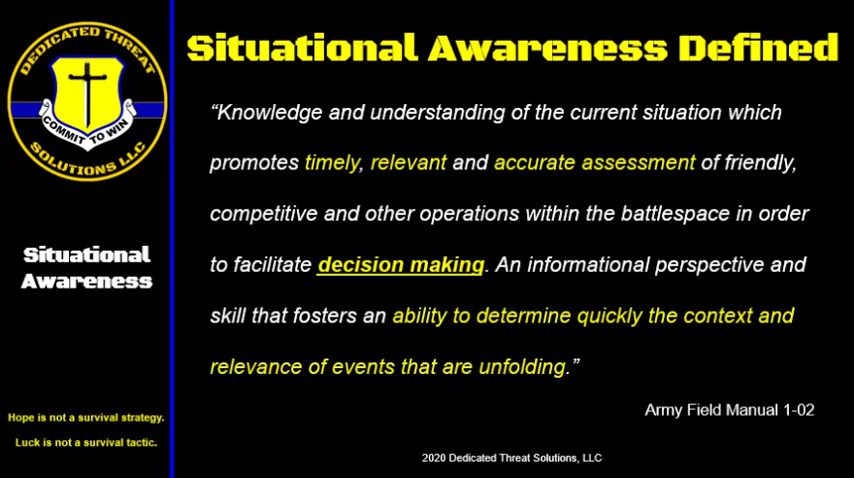 DEDICATED THREAT
SOLUTIONS LLC
COMMIT TO WIN
Situational
Awareness
Hope is not a survival strategy.
Luck is not a survival tactic.
Situational Awareness Defined
“Knowledge and understanding of the current situation which
promotes timely, relevant and accurate assessment of friendly,
competitive and other operations within the battlespace in order
to facilitate decision making. An informational perspective and
skill that fosters an ability to determine quickly the context and
relevance of events that are unfolding.”
Army Field Manual 1-02
2020 Dedicated Threat Solutions, LLC